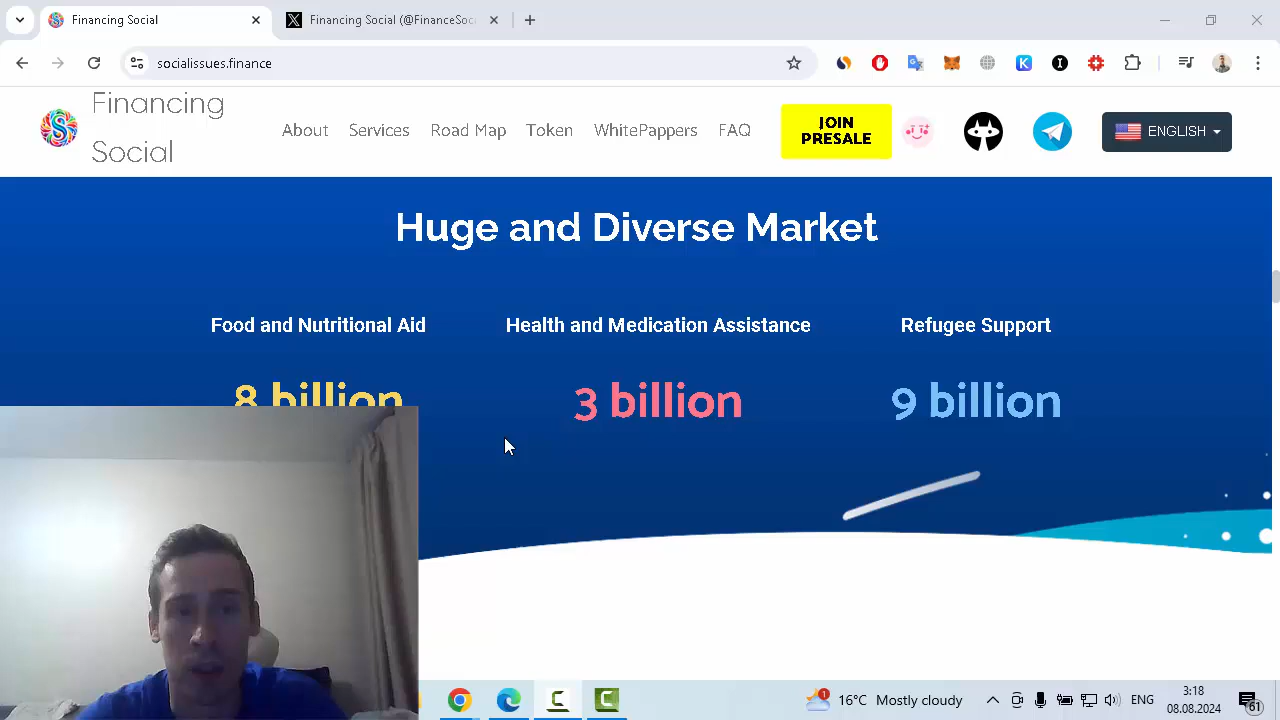 Financing Social
Financing Social (@FinanceSoc
socialissues.finance
Financing
Social
About
Services
Road Map
Token
WhitePappers
FAQ
JOIN
PRESALE
ENGLISH
Huge and Diverse Market
Food and Nutritional Aid
Health and Medication Assistance
Refugee Support
8 billion
3 billion
9 billion
16°C Mostly cloudy
ENG
3:18
08.08.2024